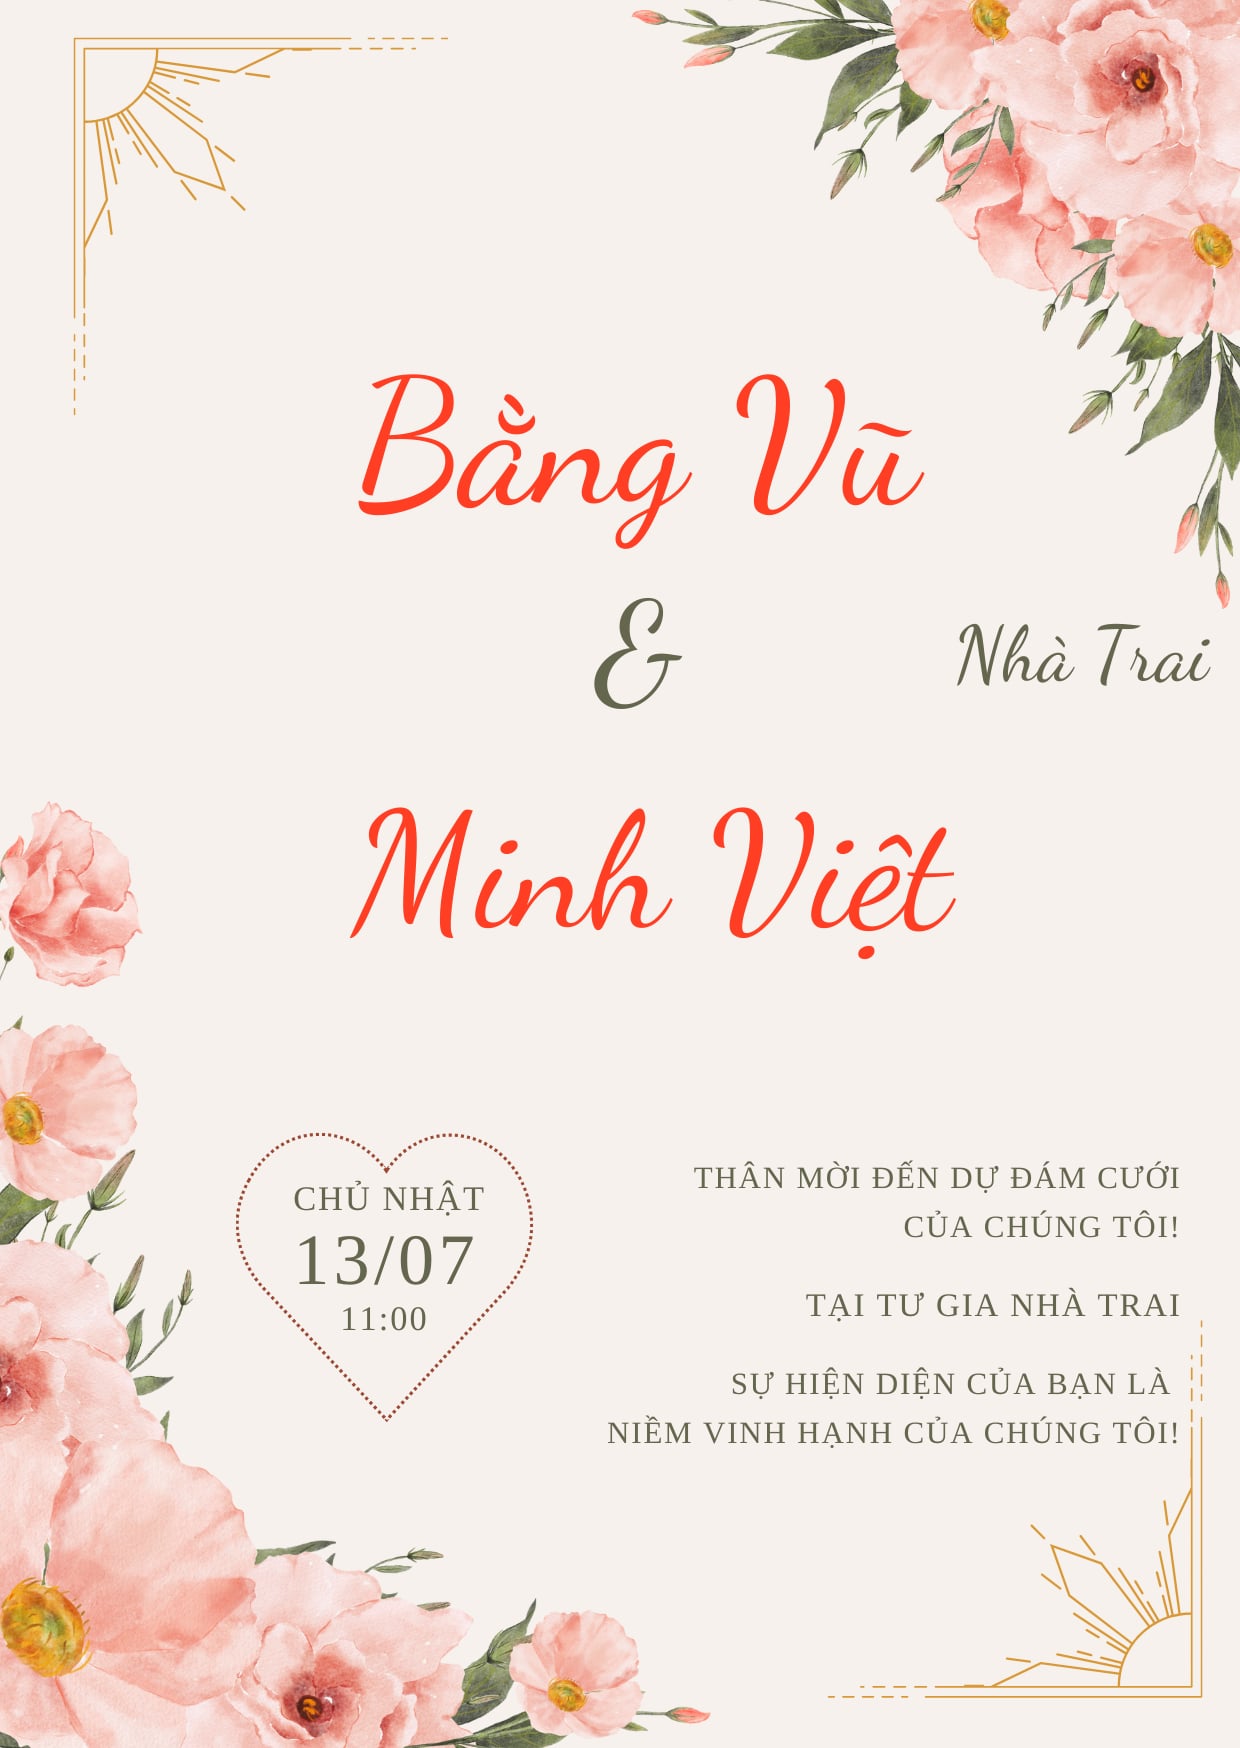 Bằng Vũ
&
Nhà Trai
Minh Việt
CHỦ NHẬT
13/07
11:00
THÂN MỜI ĐẾN DỰ ĐÁM CƯỚI
CỦA CHÚNG TÔI!
TẠI TƯ GIA NHÀ TRAI
SỰ HIỆN DIỆN CỦA BẠN LÀ
NIỀM VINH HẠNH CỦA CHÚNG TÔI!